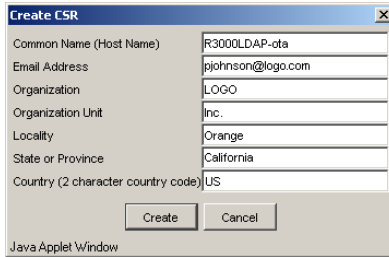 Create CSR
Common Name (Host Name) R3000LDAP-ota
Email Address pjohnson@logo.com
Organization LOGO
Organization Unit Inc.
Locality Orange
State or Province California
Country (2 character country code) US
Create Cancel
Java Applet Window